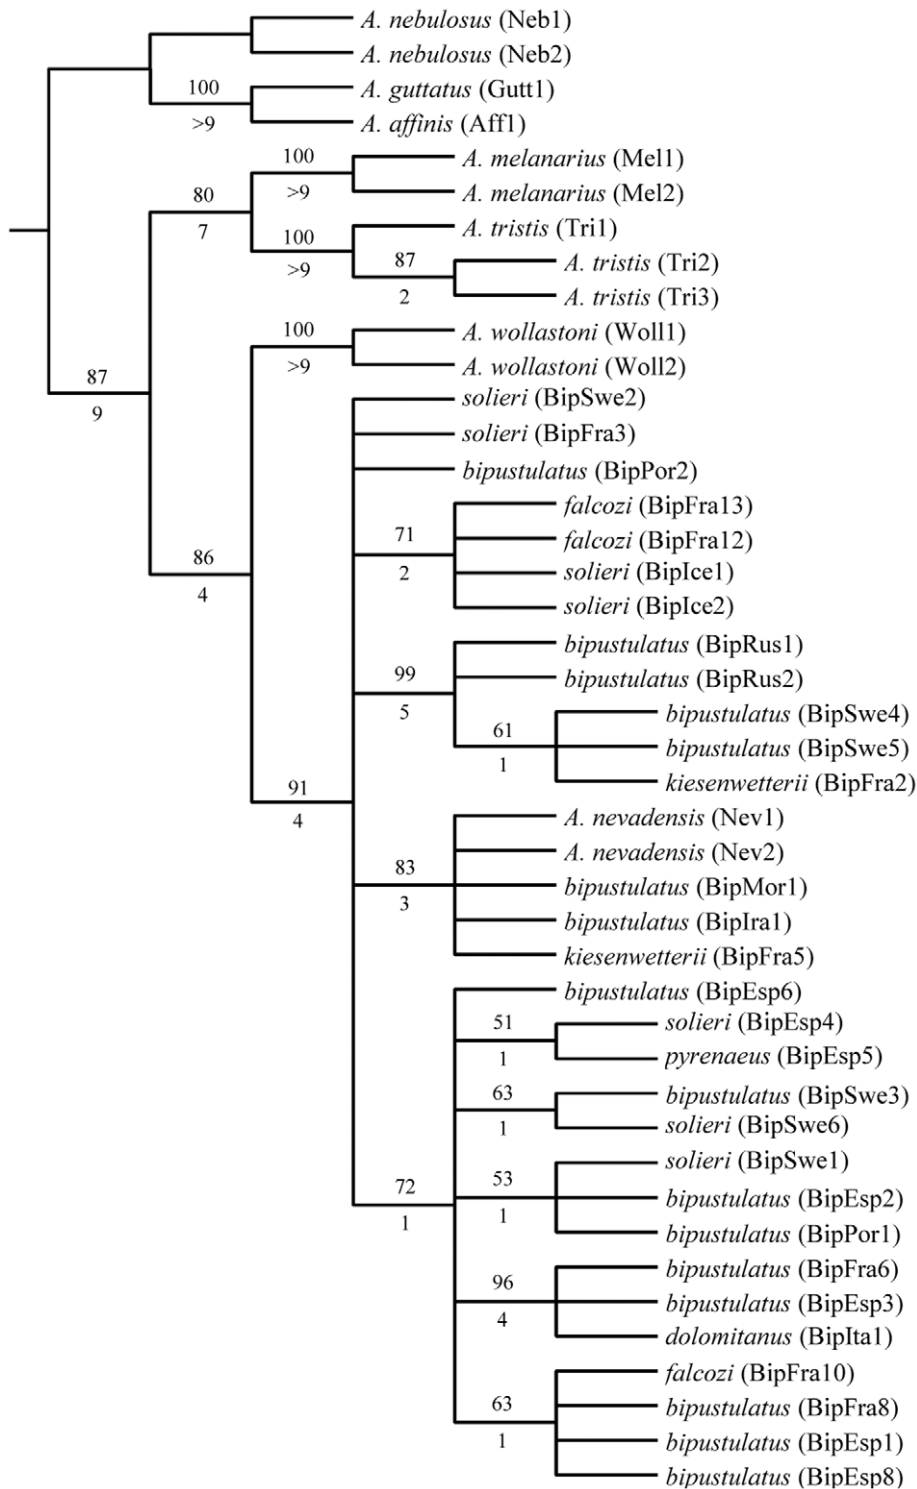 A. nebulosus (Neb1)
A. nebulosus (Neb2)
100
>9
A. guttatus (Gutt1)
A. affinis (Aff1)
80
7
100
>9
A. melanarius (Mel1)
A. melanarius (Mel2)
100
>9
A. tristis (Tri1)
87
2
A. tristis (Tri2)
A. tristis (Tri3)
87
9
100
>9
A. wollastoni (Woll1)
A. wollastoni (Woll2)
86
4
solieri (BipSwe2)
solieri (BipFra3)
bipustulatus (BipPor2)
71
2
falcozi (BipFra13)
falcozi (BipFra12)
solieri (BipIce1)
solieri (BipIce2)
99
5
bipustulatus (BipRus1)
bipustulatus (BipRus2)
61
1
bipustulatus (BipSwe4)
bipustulatus (BipSwe5)
kiesenwetterii (BipFra2)
91
4
83
3
A. nevadensis (Nev1)
A. nevadensis (Nev2)
bipustulatus (BipMor1)
bipustulatus (BipIra1)
kiesenwetterii (BipFra5)
72
1
bipustulatus (BipEsp6)
51
1
solieri (BipEsp4)
pyrenaeus (BipEsp5)
63
1
bipustulatus (BipSwe3)
solieri (BipSwe6)
53
1
solieri (BipSwe1)
bipustulatus (BipEsp2)
bipustulatus (BipPor1)
96
4
bipustulatus (BipFra6)
bipustulatus (BipEsp3)
dolomitanus (BipIta1)
63
1
falcozi (BipFra10)
bipustulatus (BipFra8)
bipustulatus (BipEsp1)
bipustulatus (BipEsp8)